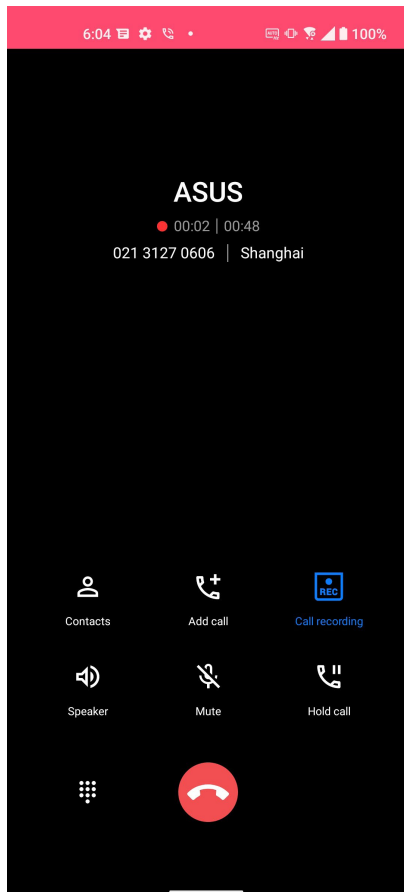 6:04 100%
ASUS
00:02 | 00:48
021 3127 0606 | Shanghai
REC
Contacts Add call Call recording
Speaker Mute Hold call